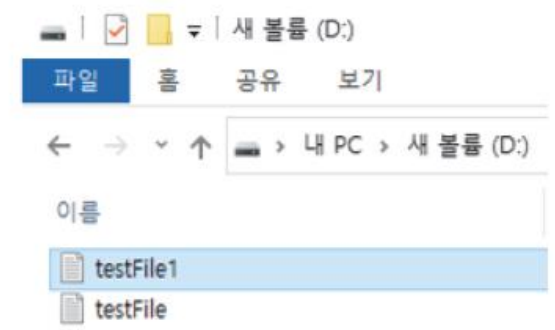 새 볼륨 (D:)
파일 홈 공유 보기
내 PC > 새 볼륨 (D:)
이름
testFile1
testFile